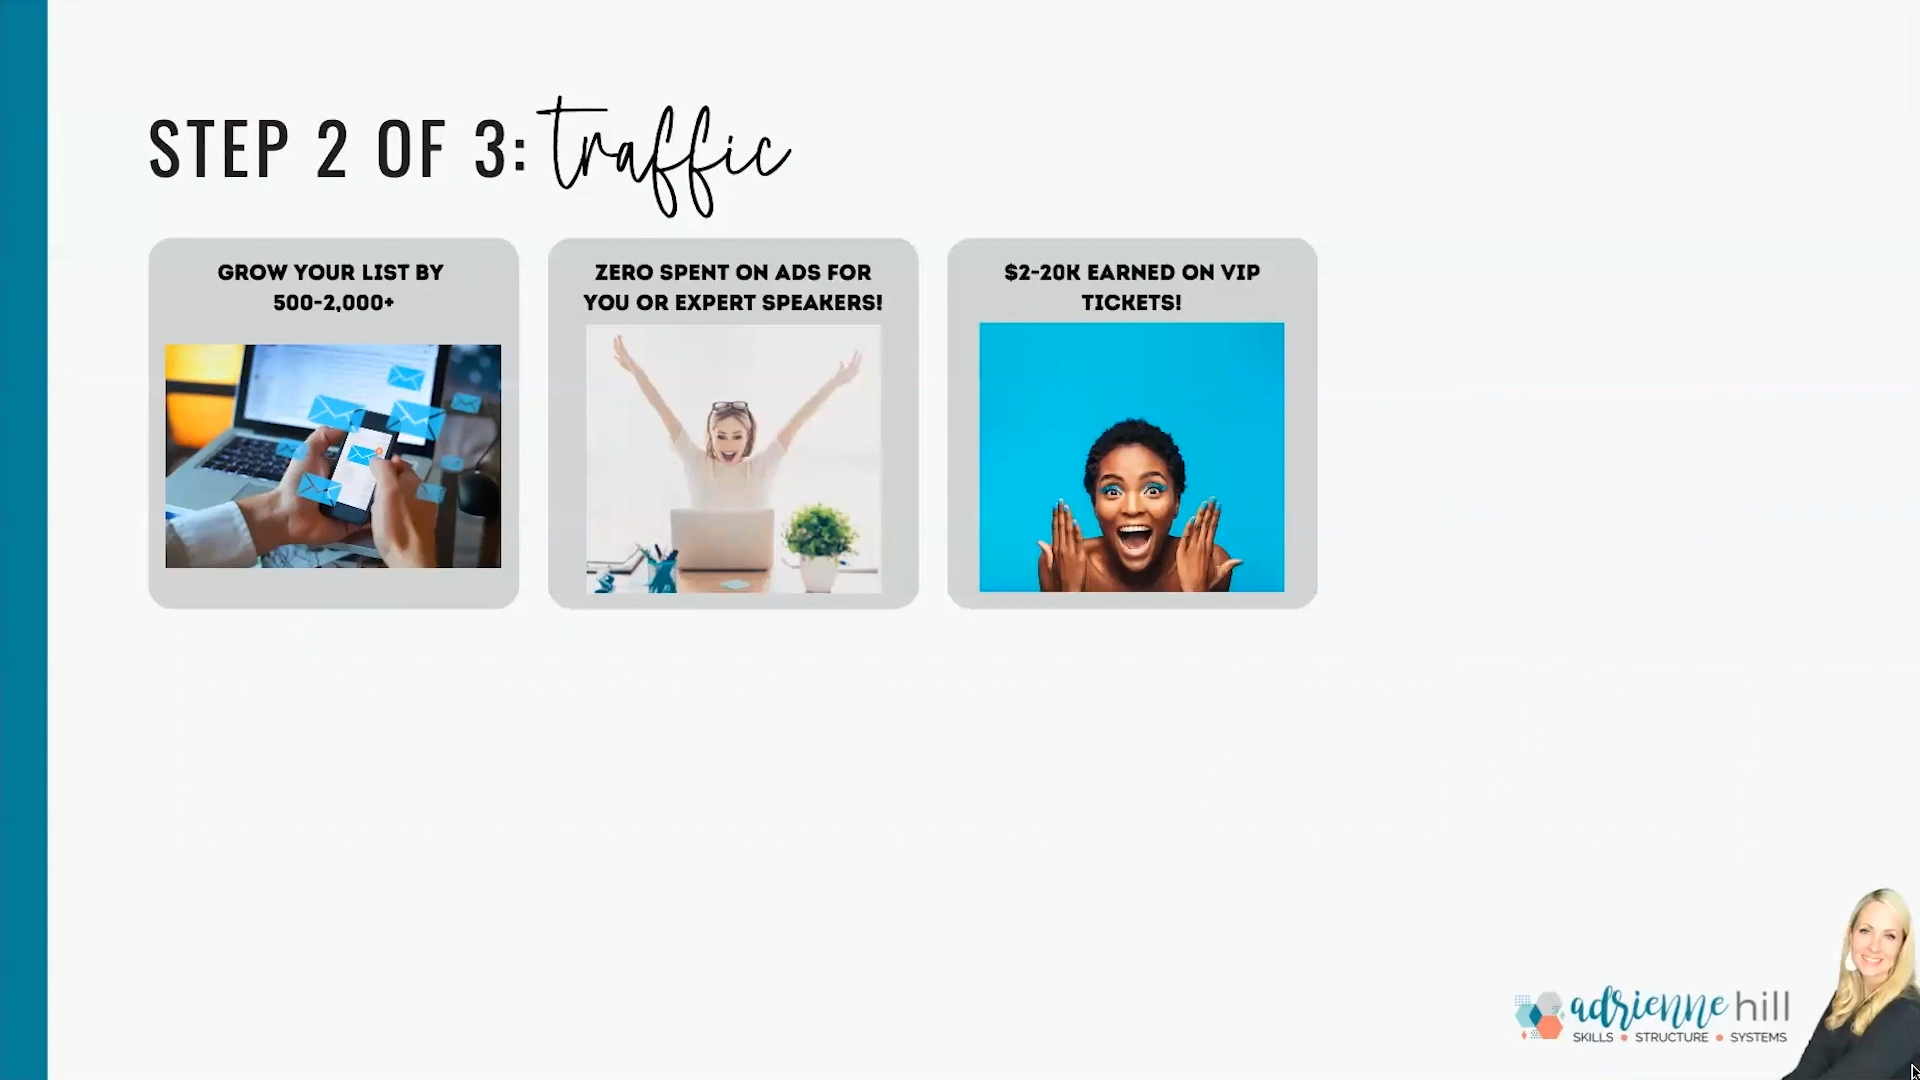 STEP 2 OF 3: traffic
GROW YOUR LIST BY
500-2,000+
ZERO SPENT ON ADS FOR
YOU OR EXPERT SPEAKERS!
$2-20K EARNED ON VIP
TICKETS!
adrienne hill
SKILLS • STRUCTURE • SYSTEMS